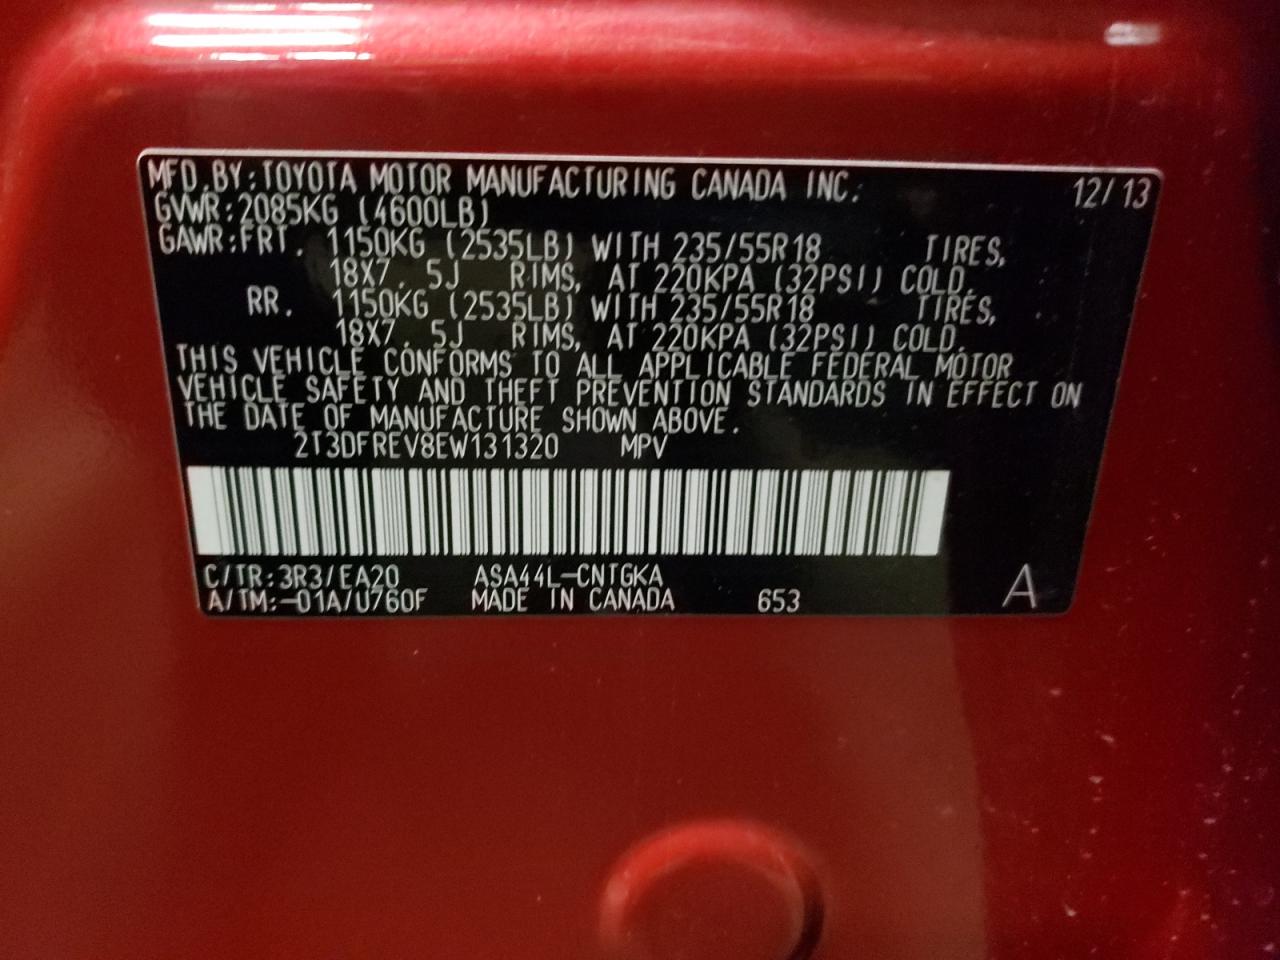 MFD.BY:TOYOTA MOTOR MANUFACTURING CANADA INC. 12/13
GVWR:2085KG (4600LB)
GAWR:FRT. 1150KG (2535LB) WITH 235/55R18 TIRES,
18X7.5J RIMS, AT 220KPA (32PSI) COLD.
RR. 1150KG (2535LB) WITH 235/55R18 TIRES,
18X7.5J RIMS, AT 220KPA (32PSI) COLD.
THIS VEHICLE CONFORMS TO ALL APPLICABLE FEDERAL MOTOR
VEHICLE SAFETY AND THEFT PREVENTION STANDARDS IN EFFECT ON
THE DATE OF MANUFACTURE SHOWN ABOVE.
2T3DFREV8EW131320 MPV
C/TR:3R3/EA20 ASA44L-CNTGKA
A/TM:-01A/U760F MADE IN CANADA 653 A